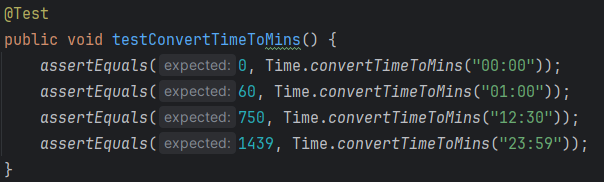 @Test
public void testConvertTimeToMins() {
    assertEquals( expected: 0, Time.convertTimeToMins("00:00"));
    assertEquals( expected: 60, Time.convertTimeToMins("01:00"));
    assertEquals( expected: 750, Time.convertTimeToMins("12:30"));
    assertEquals( expected: 1439, Time.convertTimeToMins("23:59"));
}